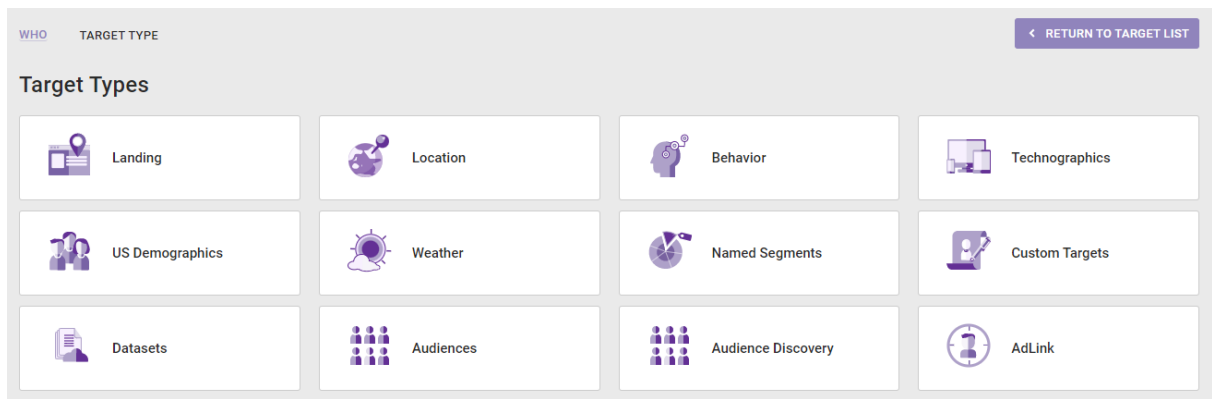 WHO TARGET TYPE
RETURN TO TARGET LIST
Target Types
Landing
Location
Behavior
Technographics
US Demographics
Weather
Named Segments
Custom Targets
Datasets
Audiences
Audience Discovery
AdLink